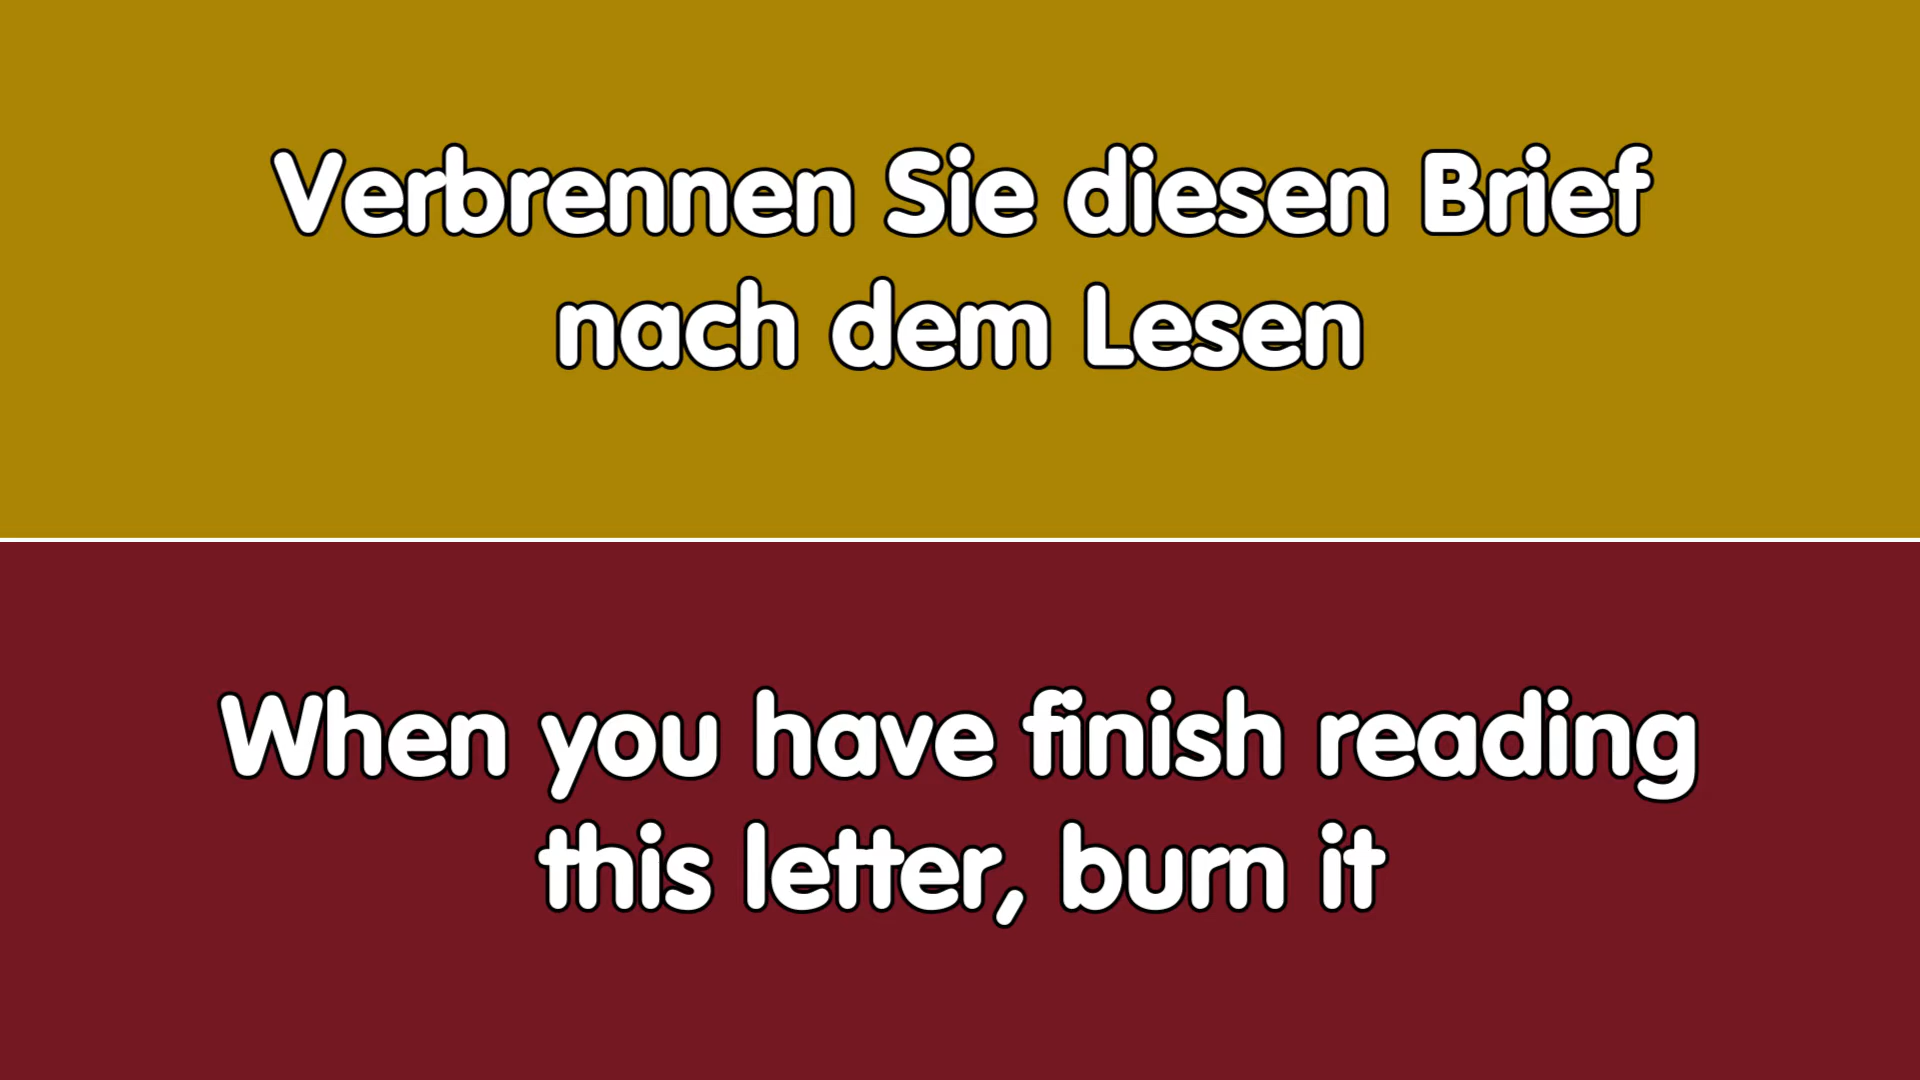 Verbrennen Sie diesen Brief
nach dem Lesen
When you have finish reading
this letter, burn it